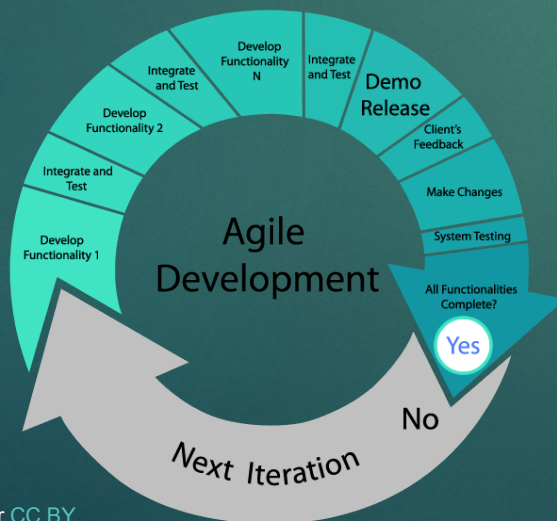 Develop
Functionality 1
Integrate and
Test
Develop
Functionality 2
Integrate
and Test
Develop
Functionality
N
Integrate
and Test
Demo
Release
Client's
Feedback
Make Changes
System Testing
All Functionalities
Complete?
Yes
No
Next Iteration
Agile
Development
CC BY